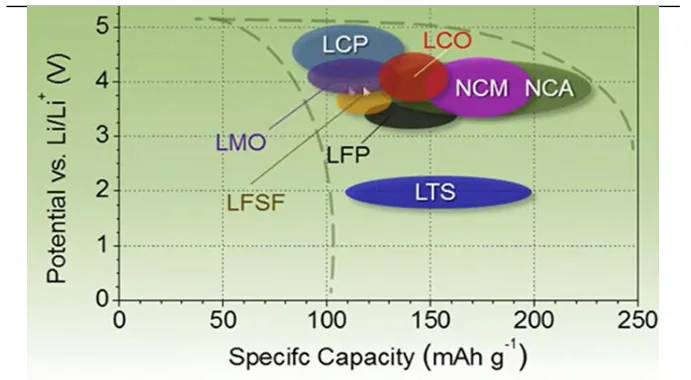 5
4
3
2
1
0
Potential vs. Li/Li+ (V)
LCP
LCO
NCM
NCA
LMO
LFP
LFSF
LTS
0 50 100 150 200 250
Specifc Capacity (mAh g-1)